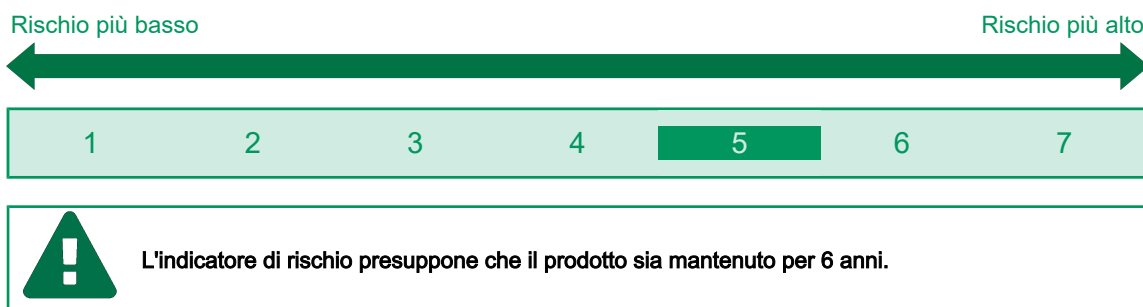 Rischio più basso Rischio più alto
1 2 3 4 5 6 7
L'indicatore di rischio presuppone che il prodotto sia mantenuto per 6 anni.